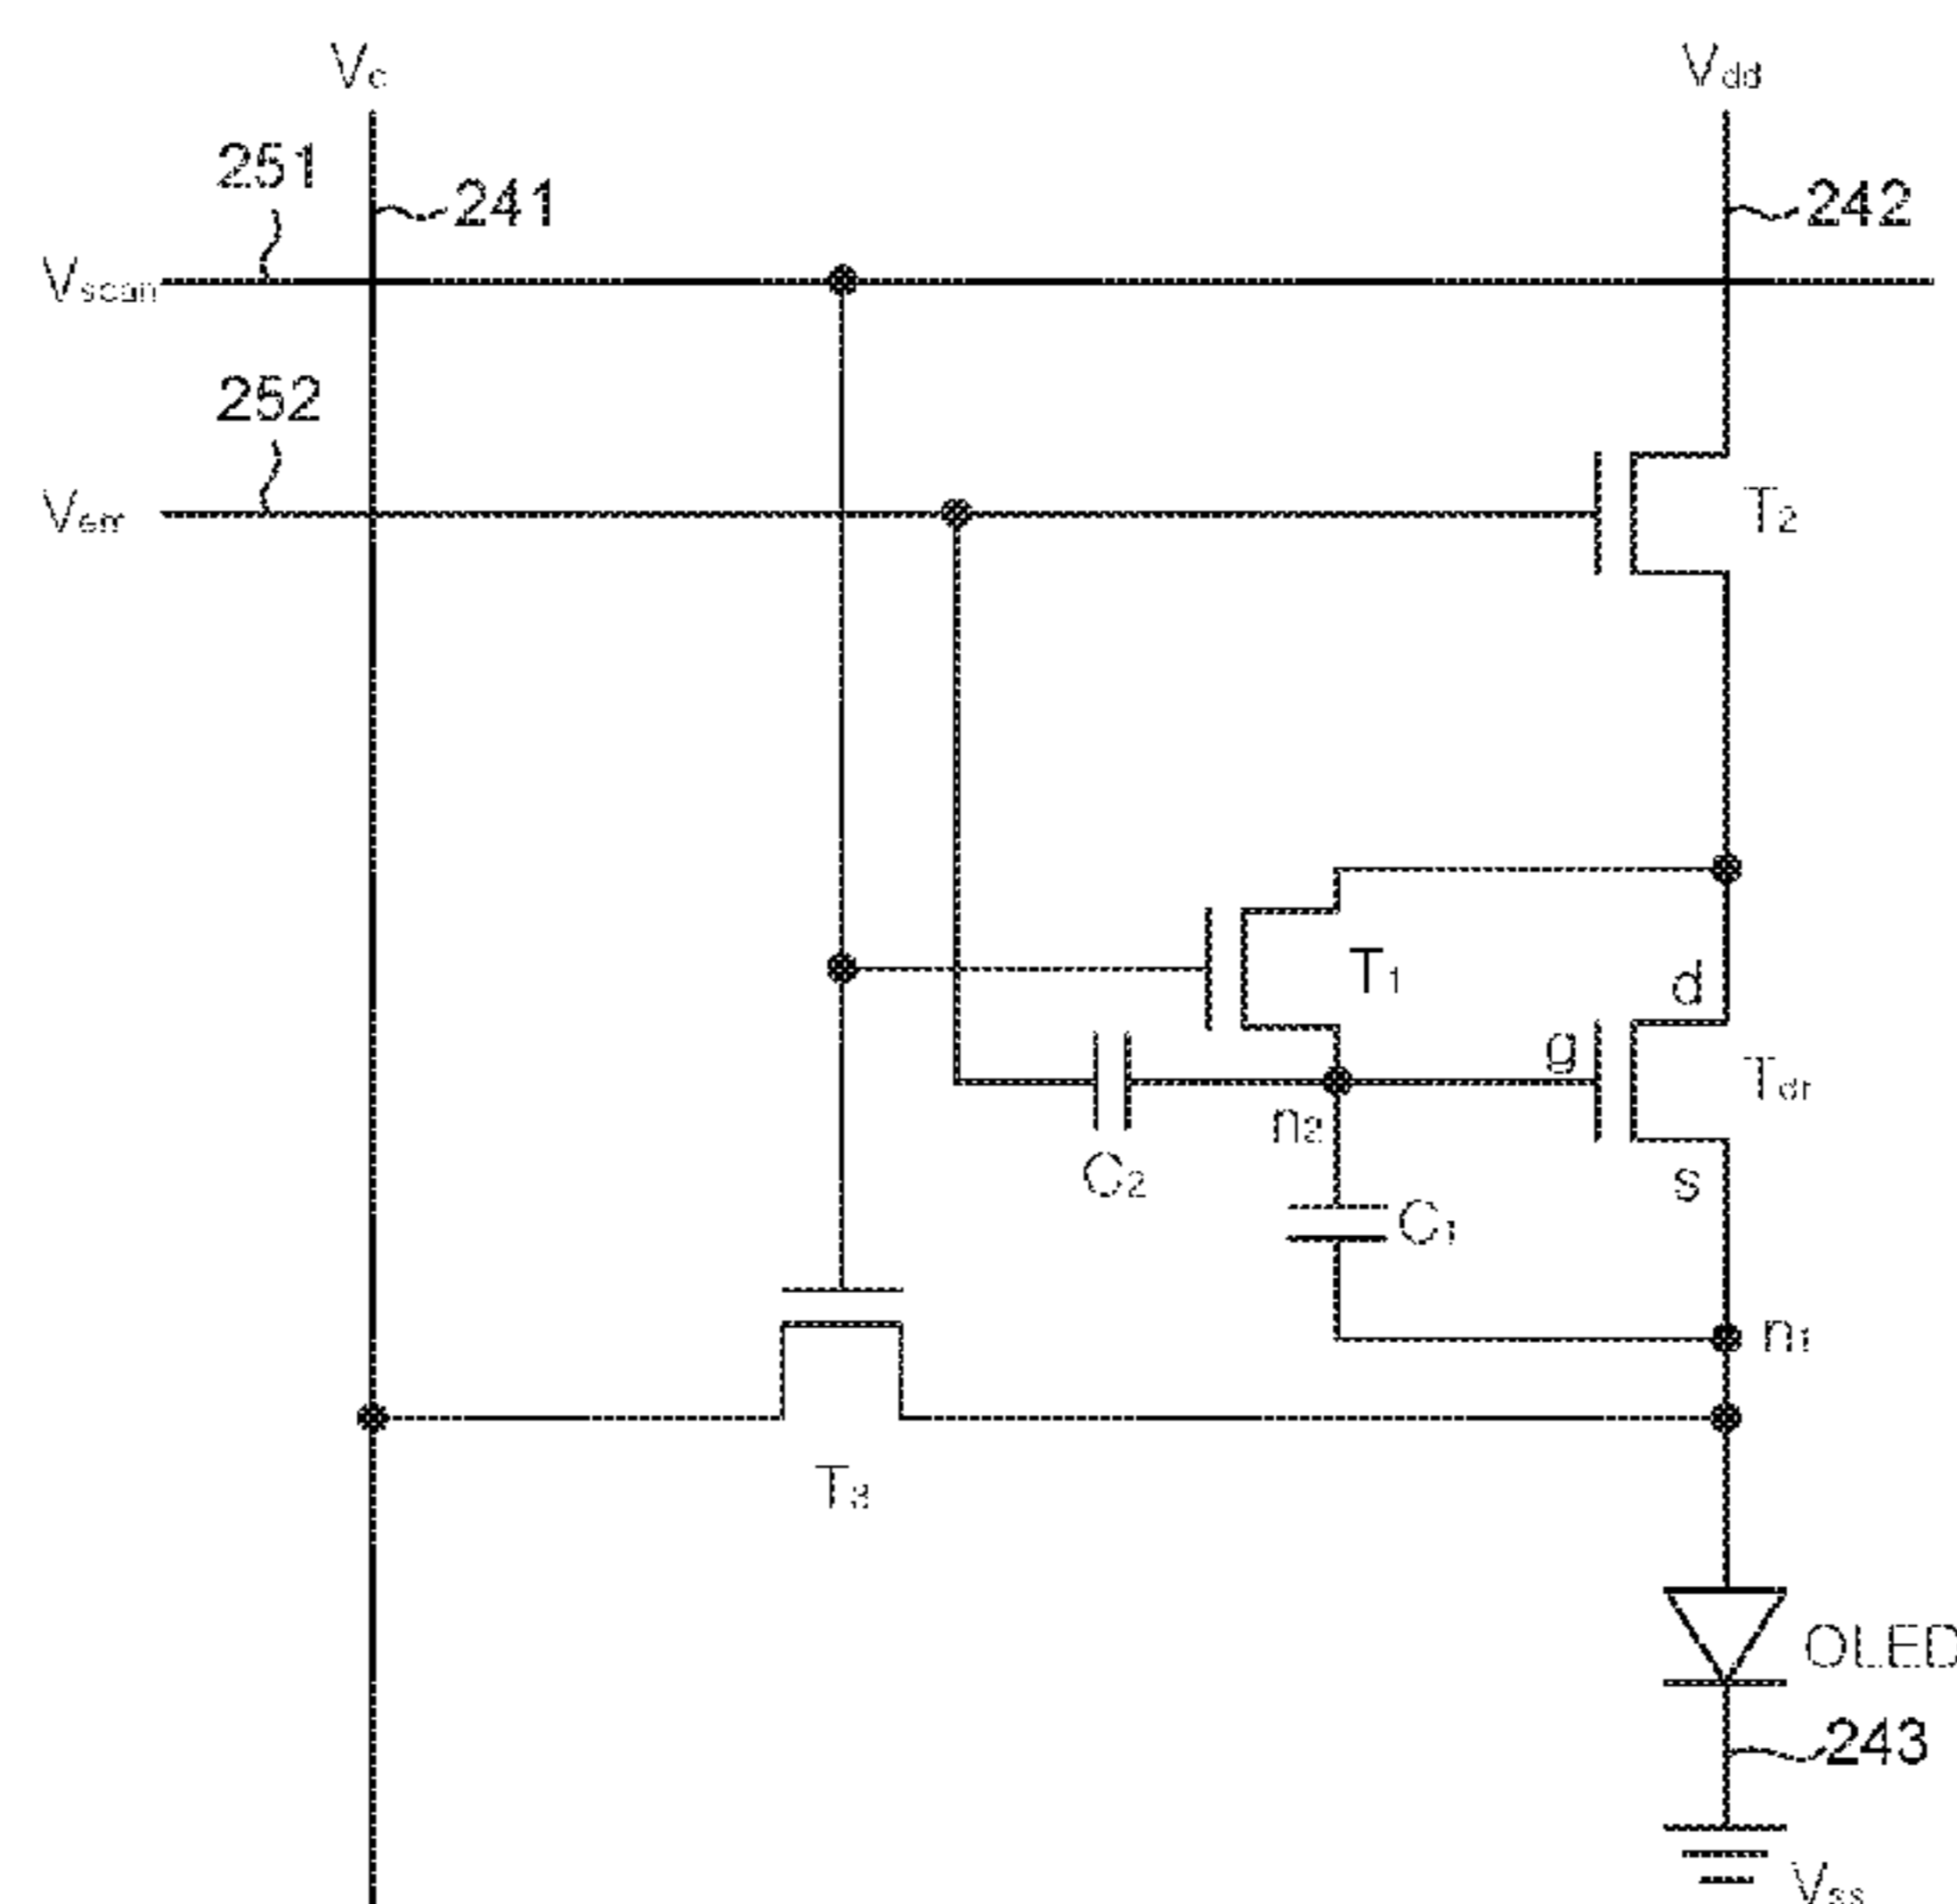 Vc
Vdd
251
241
242
Vscan
252
Vem
T2
T1
d
g
Tdr
n2
C2
s
C1
n1
T3
OLED
243
Vss